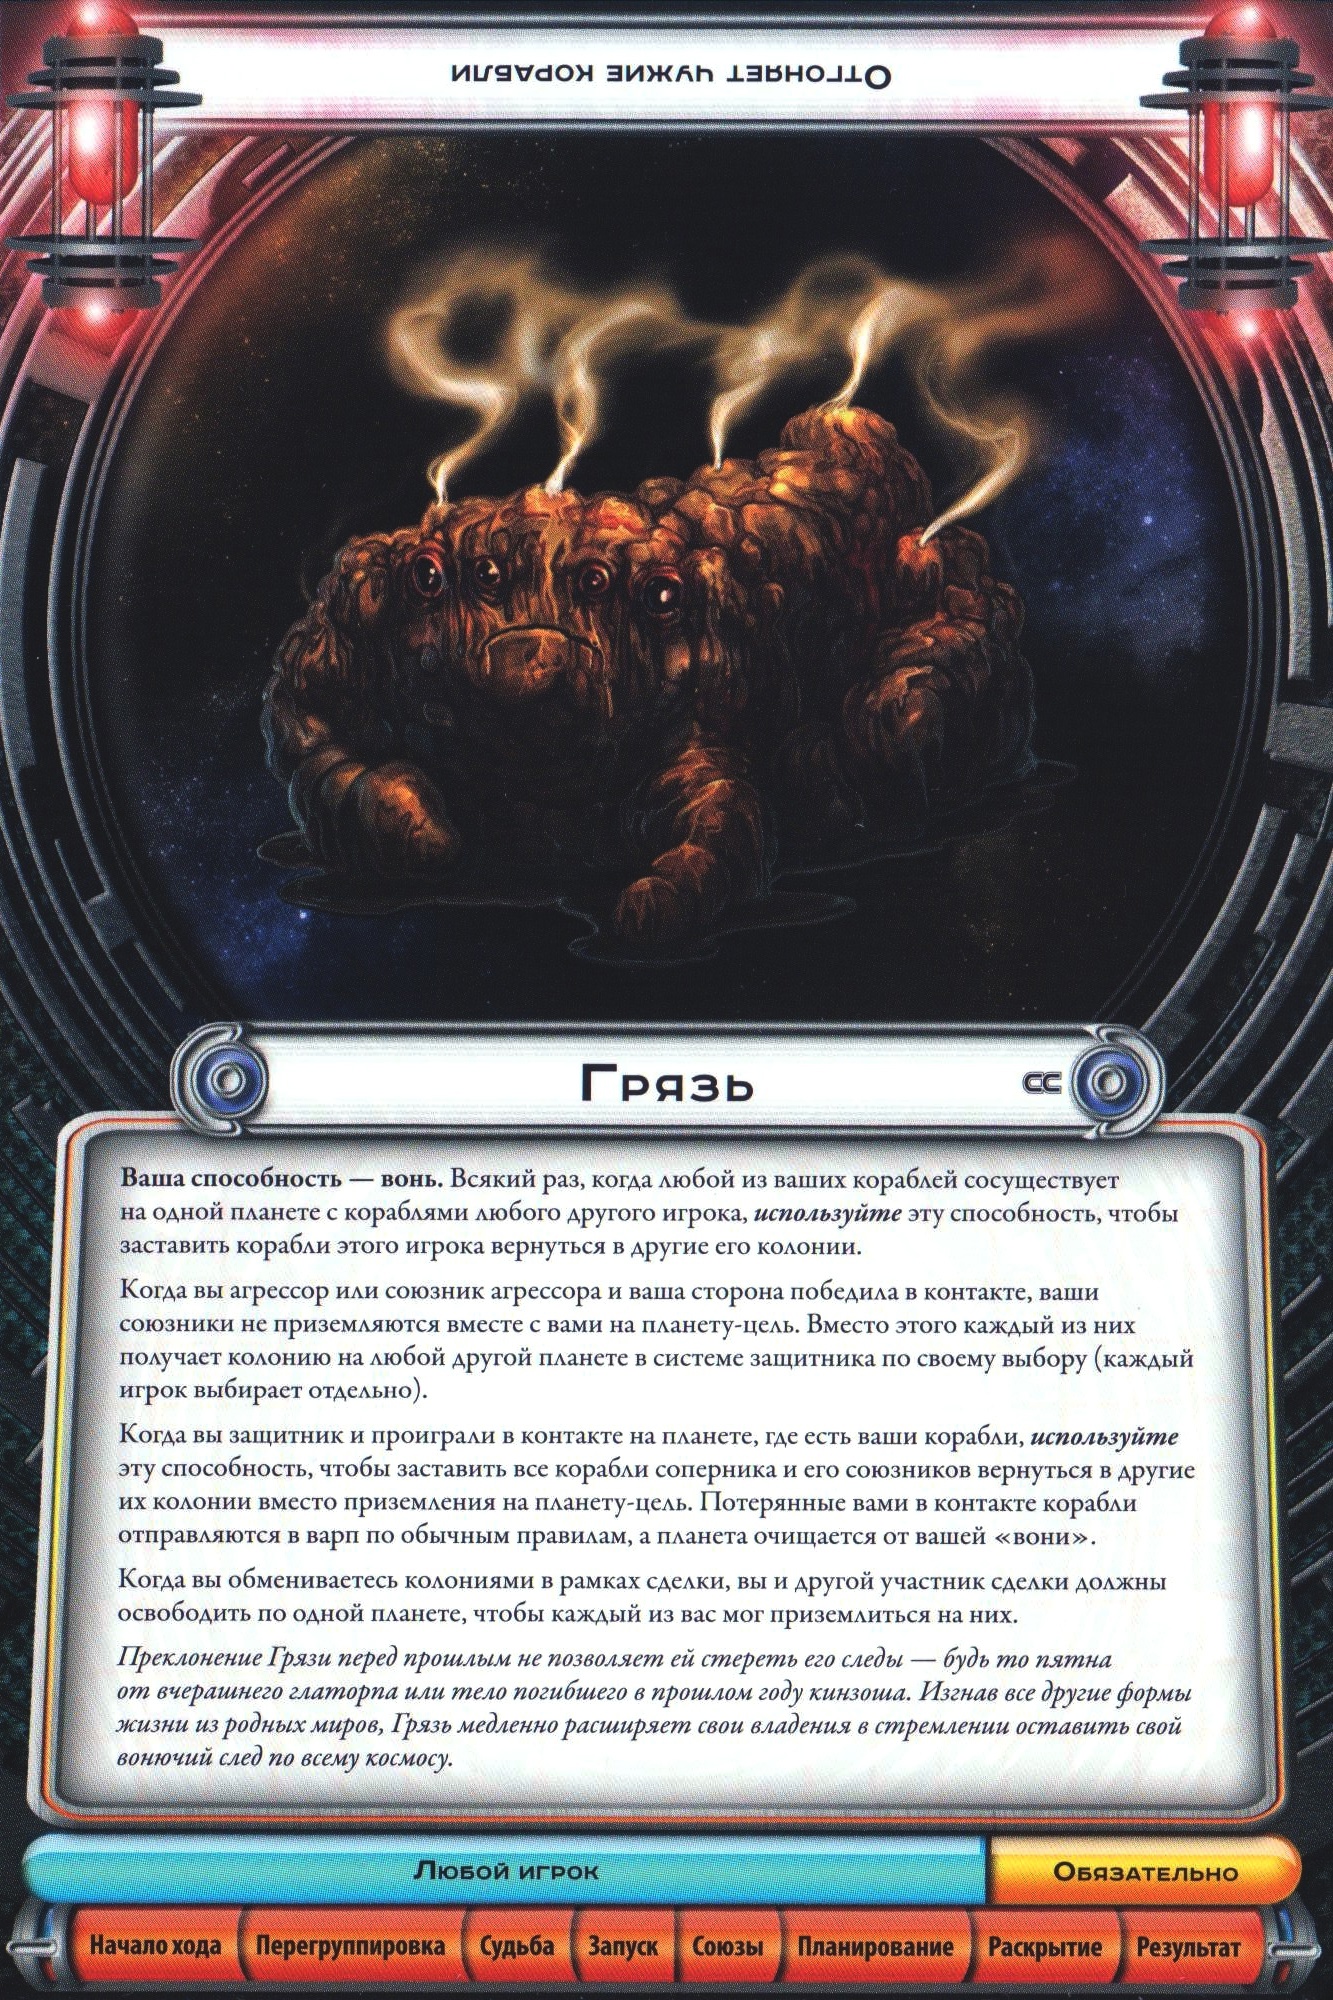 Отгоняет чужие корабли
Грязь
CC
Ваша способность — вонь. Всякий раз, когда любой из ваших кораблей сосуществует
на одной планете с кораблями любого другого игрока, используйте эту способность, чтобы
заставить корабли этого игрока вернуться в другие его колонии.
Когда вы агрессор или союзник агрессора и ваша сторона победила в контакте, ваши
союзники не приземляются вместе с вами на планету-цель. Вместо этого каждый из них
получает колонию на любой другой планете в системе защитника по своему выбору (каждый
игрок выбирает отдельно).
Когда вы защитник и проиграли в контакте на планете, где есть ваши корабли, используйте
эту способность, чтобы заставить все корабли соперника и его союзников вернуться в другие
их колонии вместо приземления на планету-цель. Потерянные вами в контакте корабли
отправляются в варп по обычным правилам, а планета очищается от вашей «вони».
Когда вы обмениваетесь колониями в рамках сделки, вы и другой участник сделки должны
освободить по одной планете, чтобы каждый из вас мог приземлиться на них.
Преклонение Грязи перед прошлым не позволяет ей стереть его следы — будь то пятна
от вчерашнего глаторпа или тело погибшего в прошлом году кинзоша. Изгнав все другие формы
жизни из родных миров, Грязь медленно расширяет свои владения в стремлении оставить свой
вонючий след по всему космосу.
Любой игрок
Обязательно
Начало хода
Перегруппировка
Судьба
Запуск
Союзы
Планирование
Раскрытие
Результат